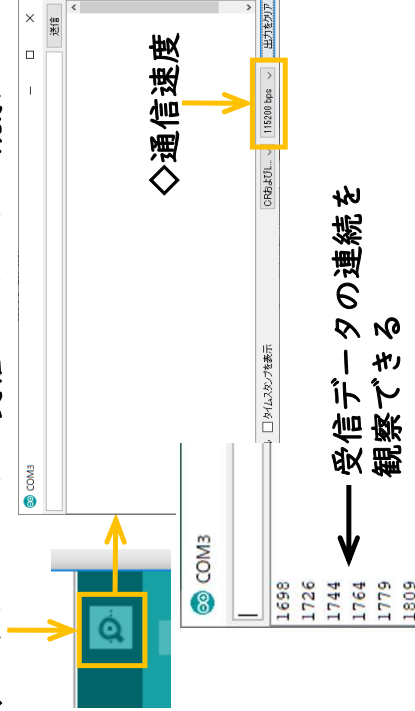 COM3
送信
◇通信速度
タイムスタンプを表示
CRおよびL...
115200 bps
出力をクリア
COM3
1698
1726
1744
1764
1779
1809
受信データの連続を
観察できる